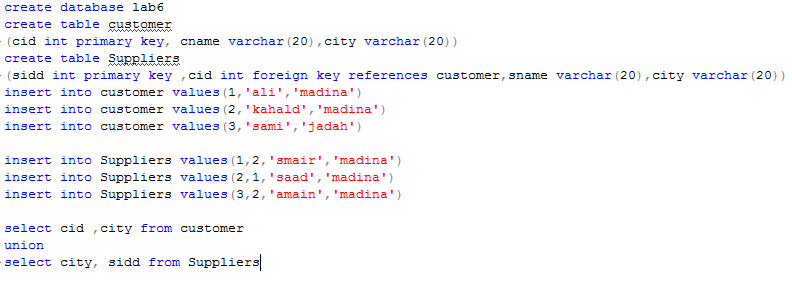 create database lab6
create table customer
(cid int primary key, cname varchar(20),city varchar(20))
create table Suppliers
(sidd int primary key ,cid int foreign key references customer,sname varchar(20),city varchar(20))
insert into customer values(1,'ali','madina')
insert into customer values(2,'kahald','madina')
insert into customer values(3,'sami','jadah')
insert into Suppliers values(1,2,'smair','madina')
insert into Suppliers values(2,1,'saad','madina')
insert into Suppliers values(3,2,'amain','madina')
select cid ,city from customer
union
select city, sidd from Suppliers